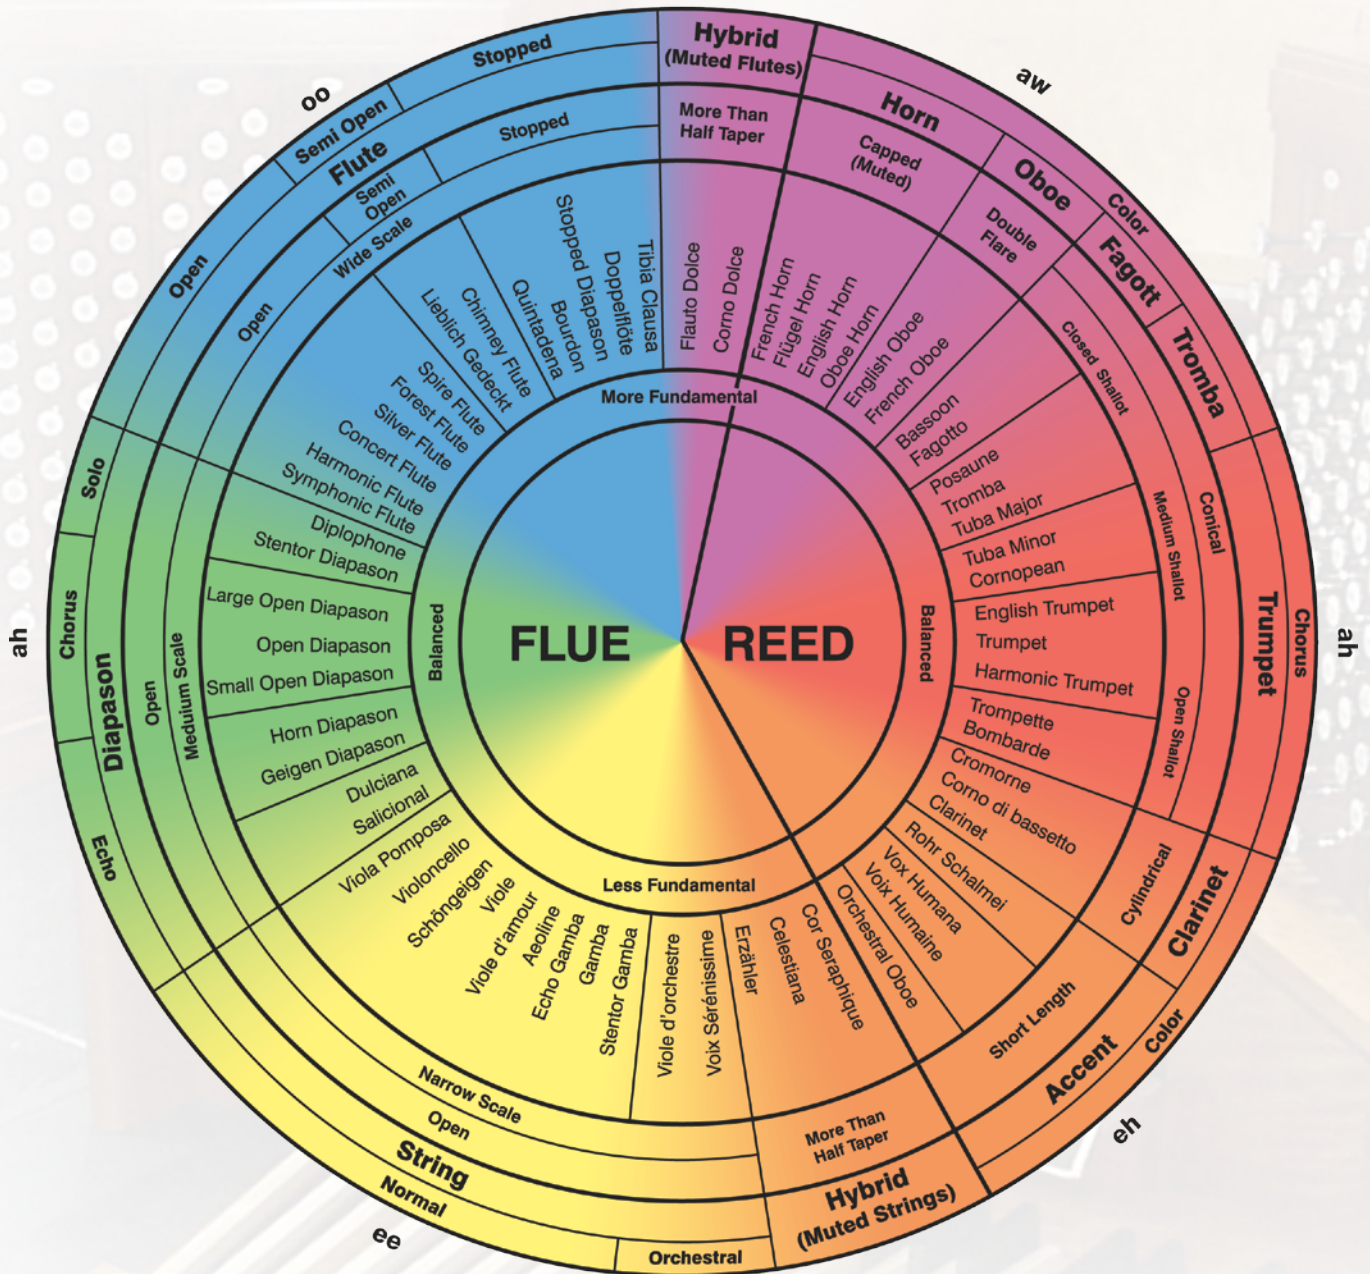 oo
aw
ah
ah
ee
eh
FLUE
REED
More Fundamental
Balanced
Less Fundamental
Balanced
Stopped
Semi Open
Open
Flute
Stopped
Semi
Open
Open
Wide Scale
Symphonic Flute
Harmonic Flute
Concert Flute
Silver Flute
Forest Flute
Spire Flute
Lieblich Gedeckt
Chimney Flute
Quintadena
Bourdon
Stopped Diapason
Doppelflöte
Tibia Clausa
Hybrid
(Muted Flutes)
More Than
Half Taper
Flauto Dolce
Corno Dolce
Color
Horn
Capped
(Muted)
French Horn
Flügel Horn
English Horn
Oboe Horn
Oboe
Double
Flare
English Oboe
French Oboe
Fagott
Closed Shallot
Bassoon
Fagotto
Tromba
Posaune
Tromba
Tuba Major
Conical
Medium Shallot
Tuba Minor
Cornopean
Chorus
Trumpet
English Trumpet
Trumpet
Harmonic Trumpet
Open Shallot
Trompette
Bombarde
Clarinet
Cylindrical
Cromorne
Corno di bassetto
Clarinet
Color
Accent
Short Length
Rohr Schalmei
Vox Humana
Voix Humaine
Orchestral Oboe
Hybrid
(Muted Strings)
More Than
Half Taper
Cor Seraphique
Celestiana
Erzähler
Orchestral
Normal
String
Open
Narrow Scale
Voix Sérénissime
Viole d'orchestre
Stentor Gamba
Gamba
Echo Gamba
Aeoline
Viole d'amour
Viole
Schöngeigen
Violoncello
Viola Pomposa
Echo
Chorus
Solo
Diapason
Open
Meduium Scale
Salicional
Dulciana
Geigen Diapason
Horn Diapason
Small Open Diapason
Open Diapason
Large Open Diapason
Stentor Diapason
Diplophone